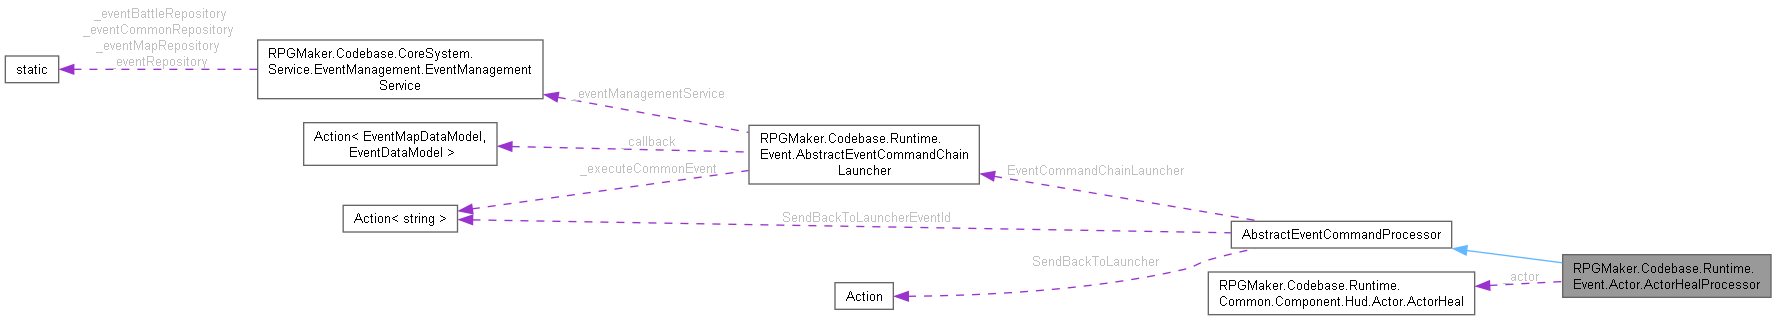 _eventBattleRepository
_eventCommonRepository
_eventMapRepository
_eventRepository
static
RPGMaker.Codebase.CoreSystem.
Service.EventManagement.EventManagement
Service
_eventManagementService
Action< EventMapDataModel,
EventDataModel >
_callback
RPGMaker.Codebase.Runtime.
Event.AbstractEventCommandChain
Launcher
_executeCommonEvent
EventCommandChainLauncher
Action< string >
SendBackToLauncherEventId
AbstractEventCommandProcessor
SendBackToLauncher
Action
RPGMaker.Codebase.Runtime.
Common.Component.Hud.Actor.ActorHeal
actor
RPGMaker.Codebase.Runtime.
Event.Actor.ActorHealProcessor